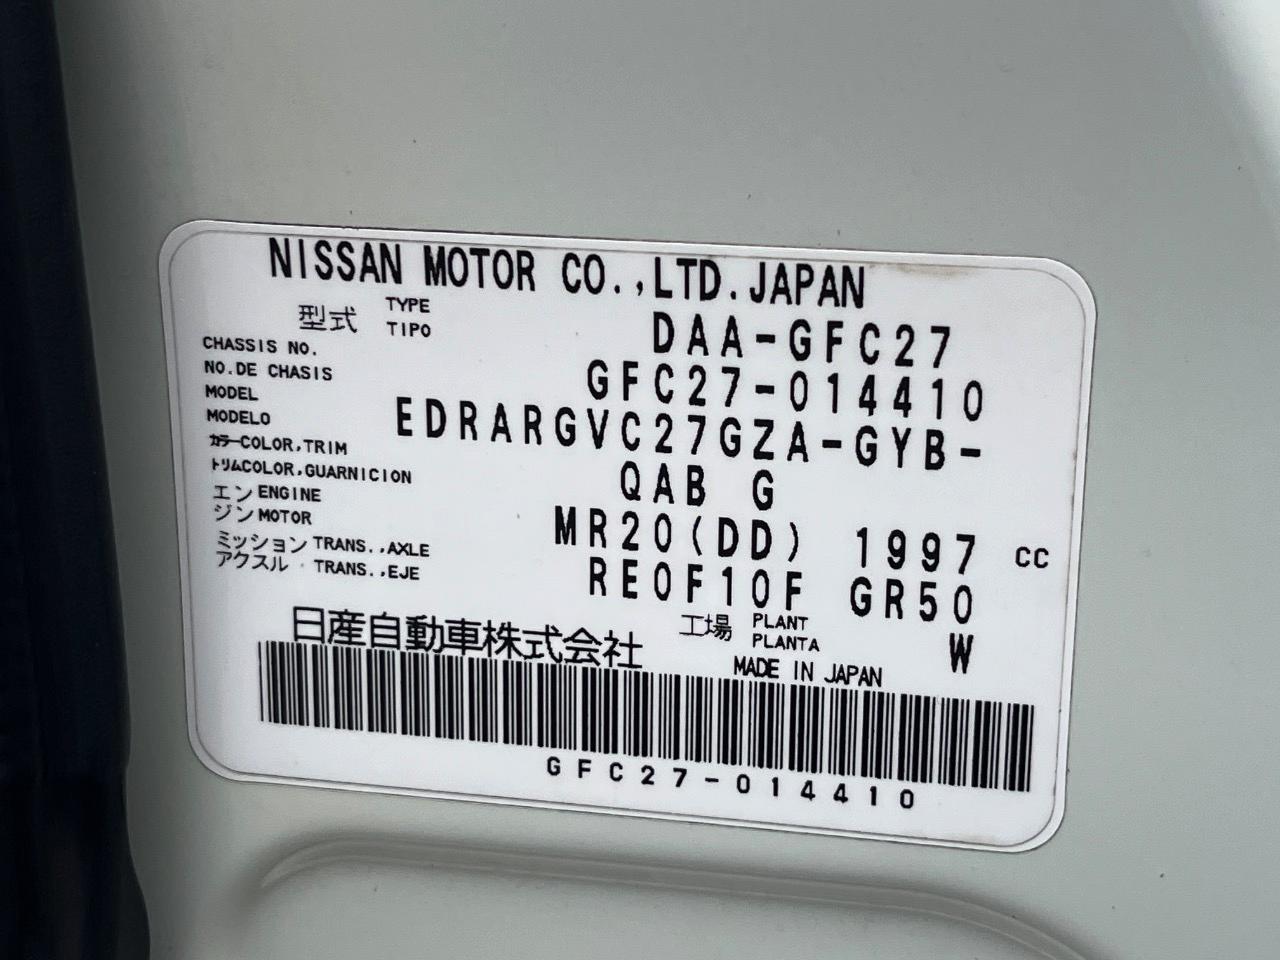 NISSAN MOTOR CO.,LTD.JAPAN
型式 TYPE TIPO DAA-GFC27
CHASSIS NO.
NO.DE CHASIS GFC27-014410
MODEL
MODELO EDRARGVC27GZA-GYB-
カラーCOLOR,TRIM
トリムCOLOR,GUARNICION QAB G
エンENGINE
ジンMOTOR MR20(DD) 1997 CC
ミッションTRANS.,AXLE
アクスル TRANS.,EJE RE0F10F GR50
工場 PLANT PLANTA W
日産自動車株式会社
MADE IN JAPAN
GFC27-014410